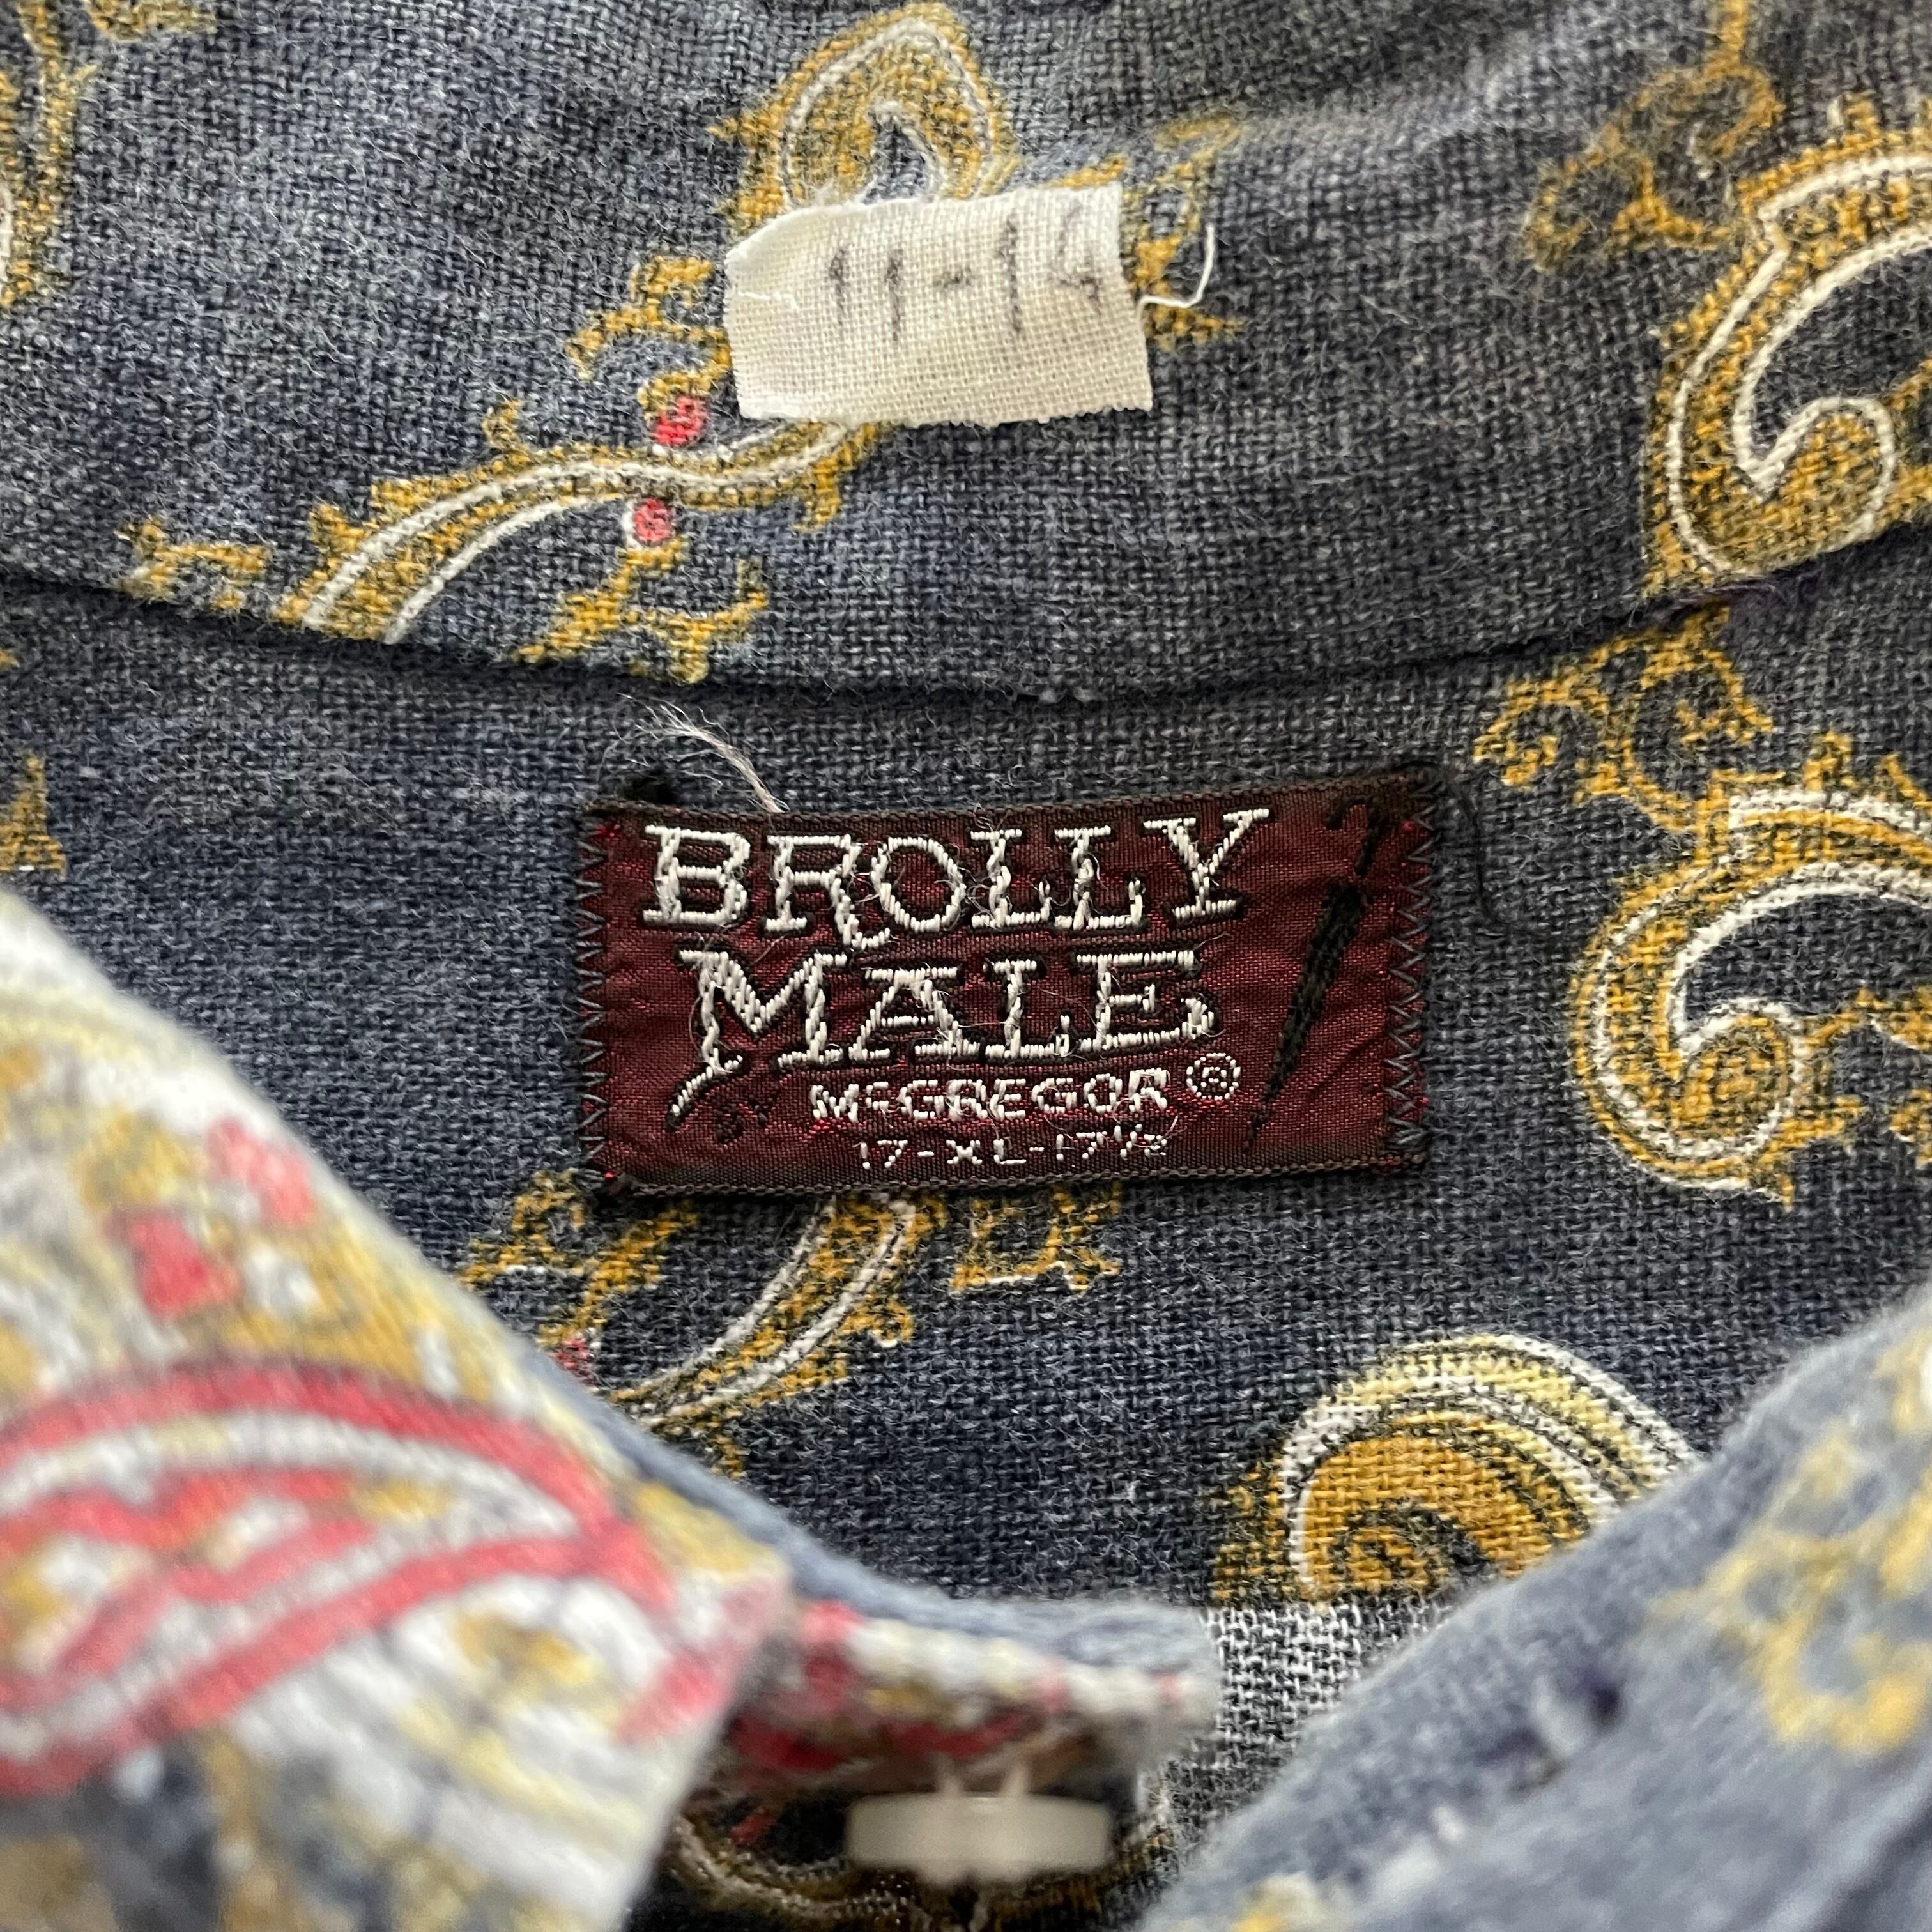 11-14
BROLLY
MALE
McGREGOR ®
17-XL-17½